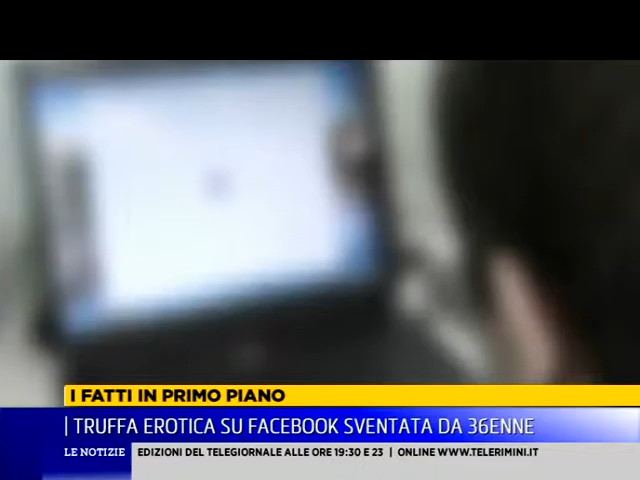 I FATTI IN PRIMO PIANO
| TRUFFA EROTICA SU FACEBOOK SVENTATA DA 36ENNE
LE NOTIZIE EDIZIONI DEL TELEGIORNALE ALLE ORE 19:30 E 23 | ONLINE WWW.TELERIMINI.IT